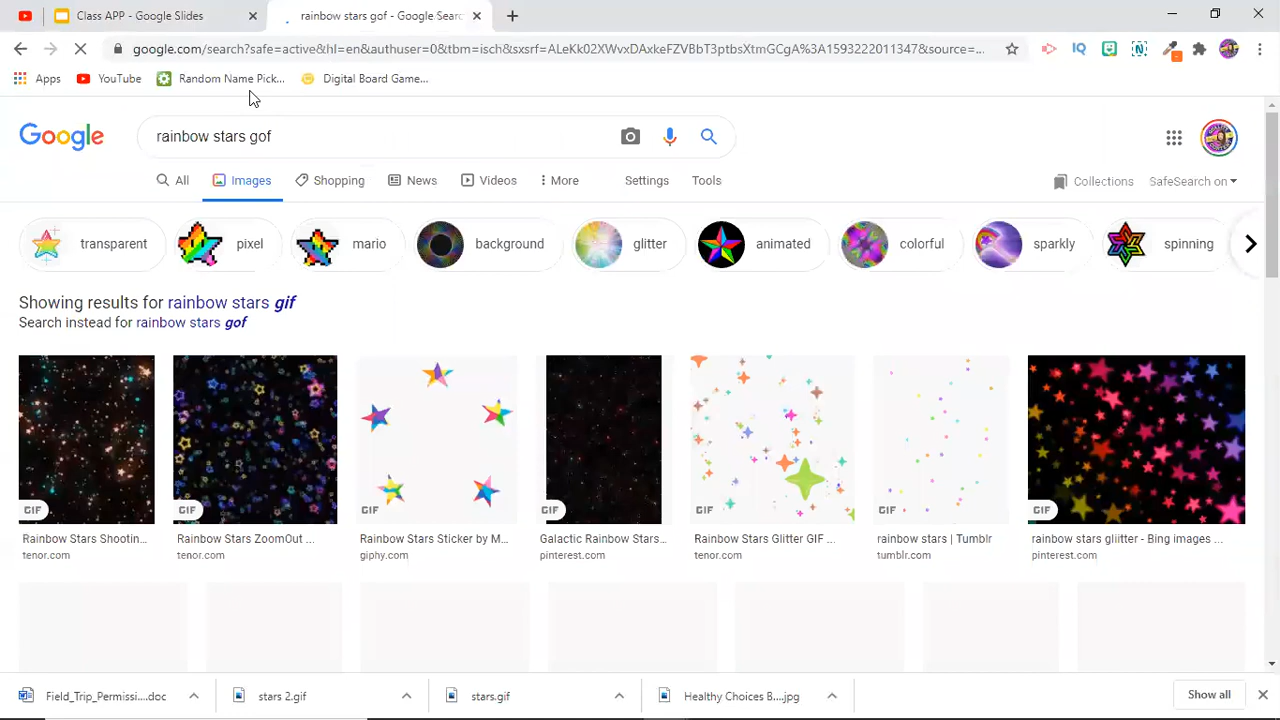 Class APP - Google Slides
rainbow stars gof - Google Searc
google.com/search?safe=active&hl=en&authuser=0&tbm=isch&sxsrf=ALeKk02XWvxDAxkeFZVBbT3ptbsXtmGCgA%3A1593222011347&source=...
Apps
YouTube
Random Name Pick...
Digital Board Game...
Google
rainbow stars gof
All
Images
Shopping
News
Videos
More
Settings
Tools
Collections
SafeSearch on
transparent
pixel
mario
background
glitter
animated
colorful
sparkly
spinning
Showing results for rainbow stars gif
Search instead for rainbow stars gof
GIF
GIF
GIF
GIF
GIF
GIF
GIF
Rainbow Stars Shootin...
tenor.com
Rainbow Stars ZoomOut ...
tenor.com
Rainbow Stars Sticker by M...
giphy.com
Galactic Rainbow Stars...
pinterest.com
Rainbow Stars Glitter GIF ...
tenor.com
rainbow stars | Tumblr
tumblr.com
rainbow stars gliitter - Bing images ...
pinterest.com
Field_Trip_Permissi....doc
stars 2.gif
stars.gif
Healthy Choices B....jpg
Show all